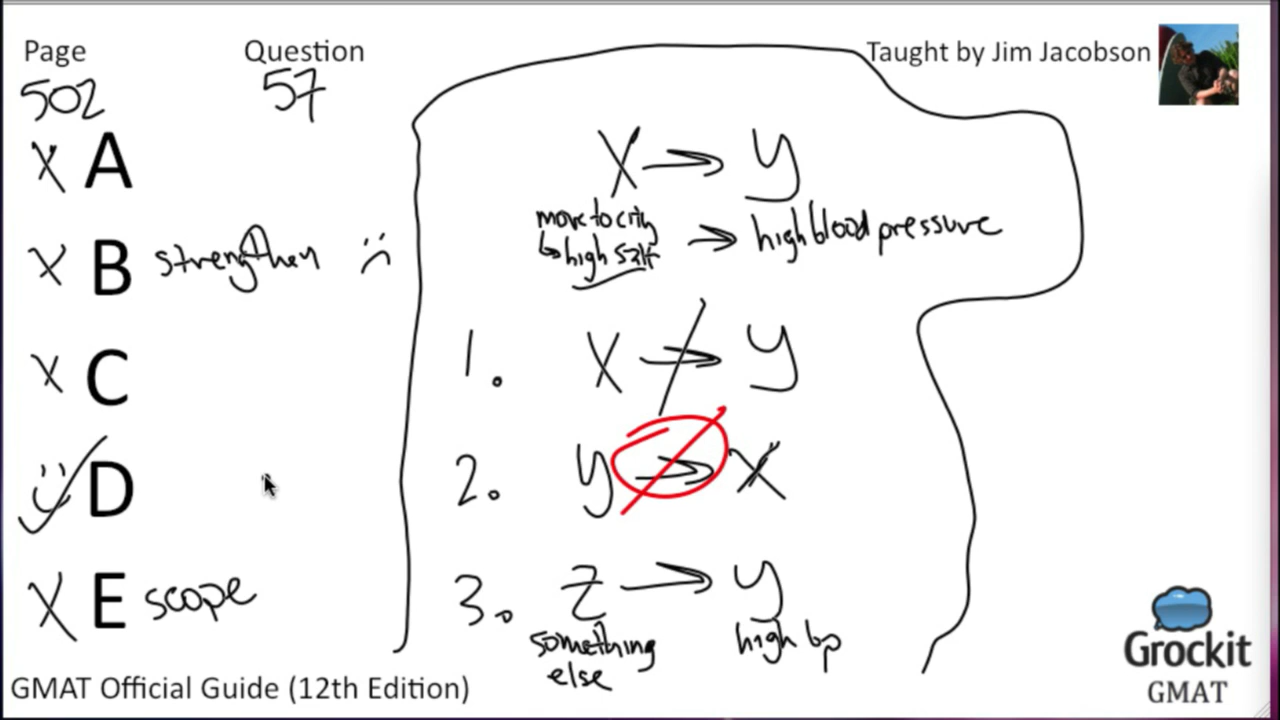 Page Question Taught by Jim Jacobson
502 57
X A
X B strengthen :(
X C
D
X E scope
X → Y
move to city
↳ high salt → high blood pressure
1. X → Y
2. Y → X
3. Z → Y
something else high bp
GMAT Official Guide (12th Edition)
Grockit
GMAT